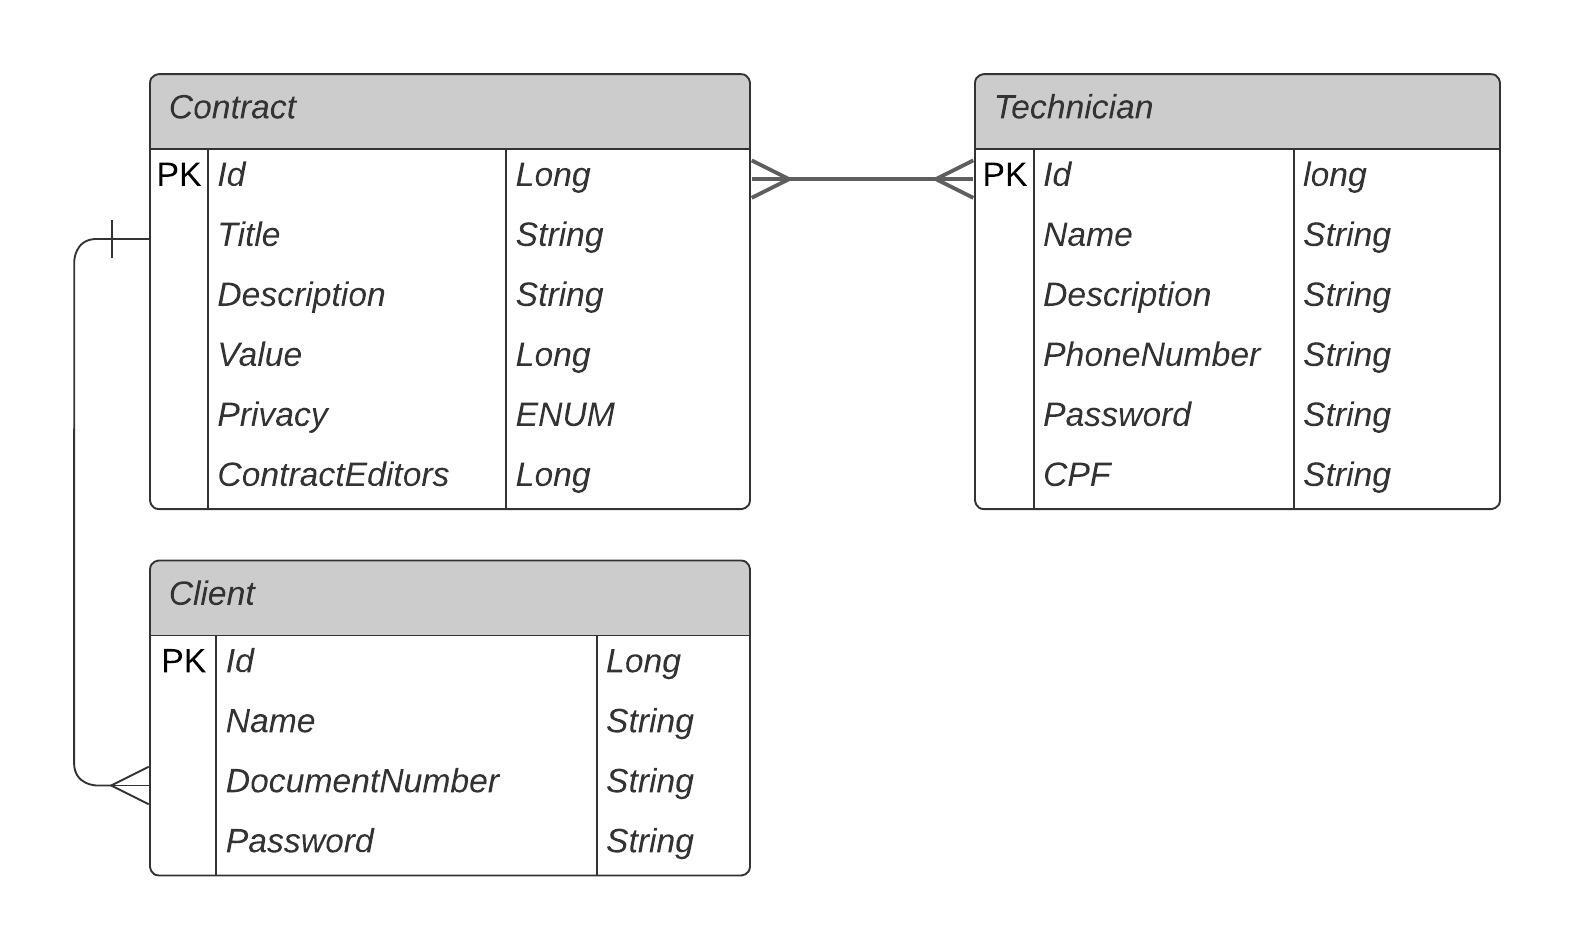 Contract
PK Id Long
Title String
Description String
Value Long
Privacy ENUM
ContractEditors Long
Technician
PK Id long
Name String
Description String
PhoneNumber String
Password String
CPF String
Client
PK Id Long
Name String
DocumentNumber String
Password String